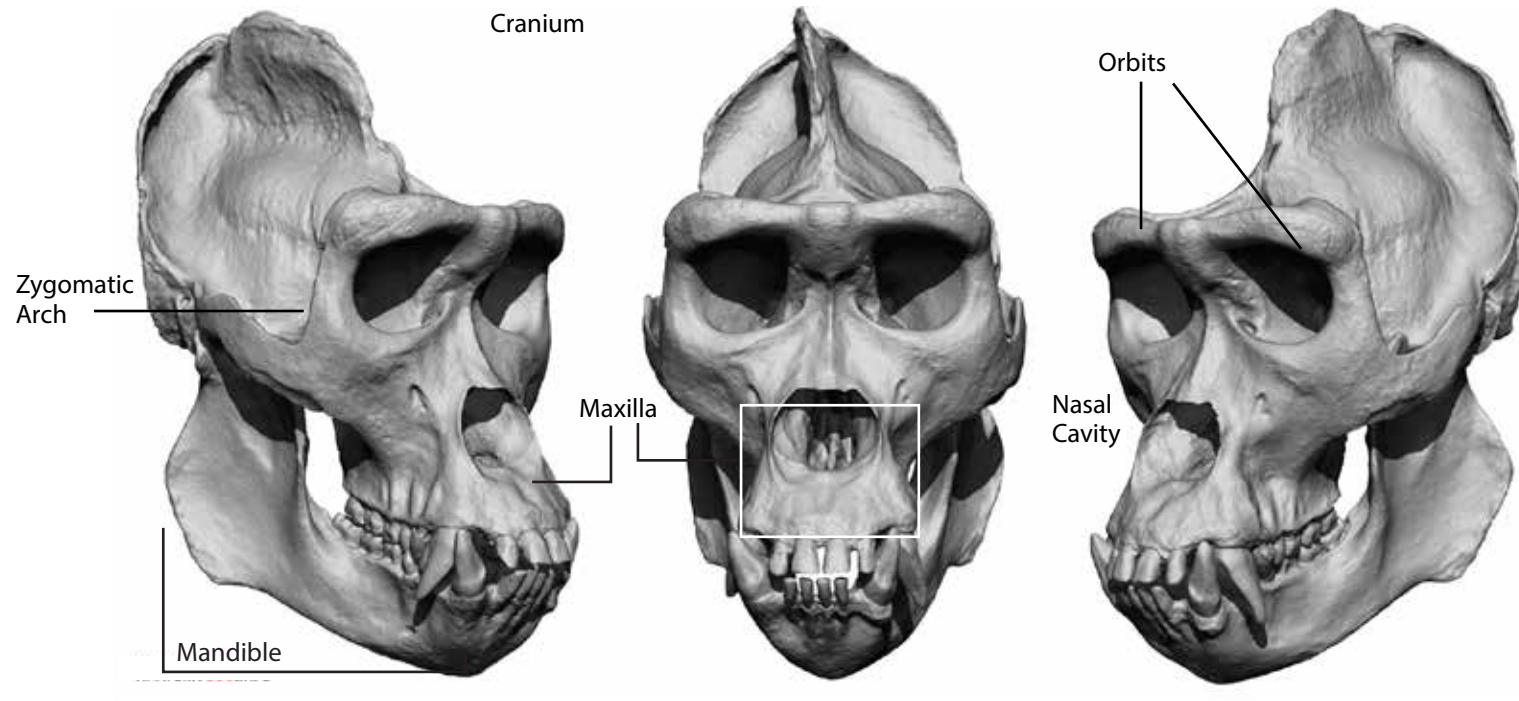 Cranium
Orbits
Zygomatic
Arch
Maxilla
Nasal
Cavity
Mandible